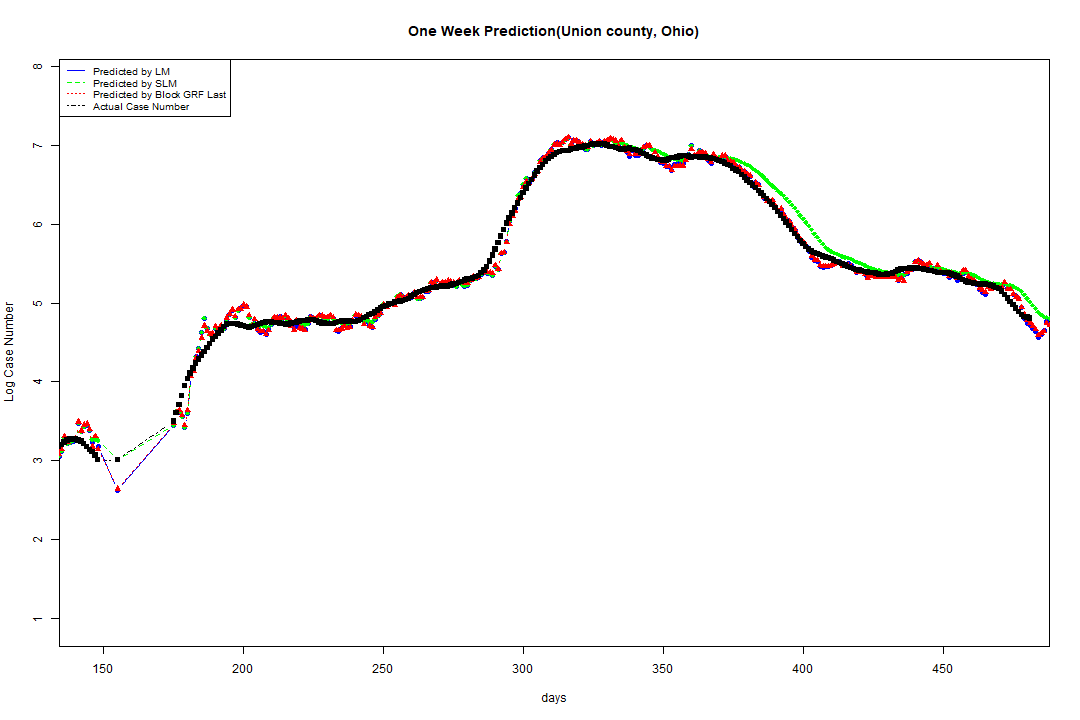 One Week Prediction(Union county, Ohio)
Predicted by LM
Predicted by SLM
Predicted by Block GRF Last
Actual Case Number
8
7
6
5
4
3
2
1
Log Case Number
150 200 250 300 350 400 450
days